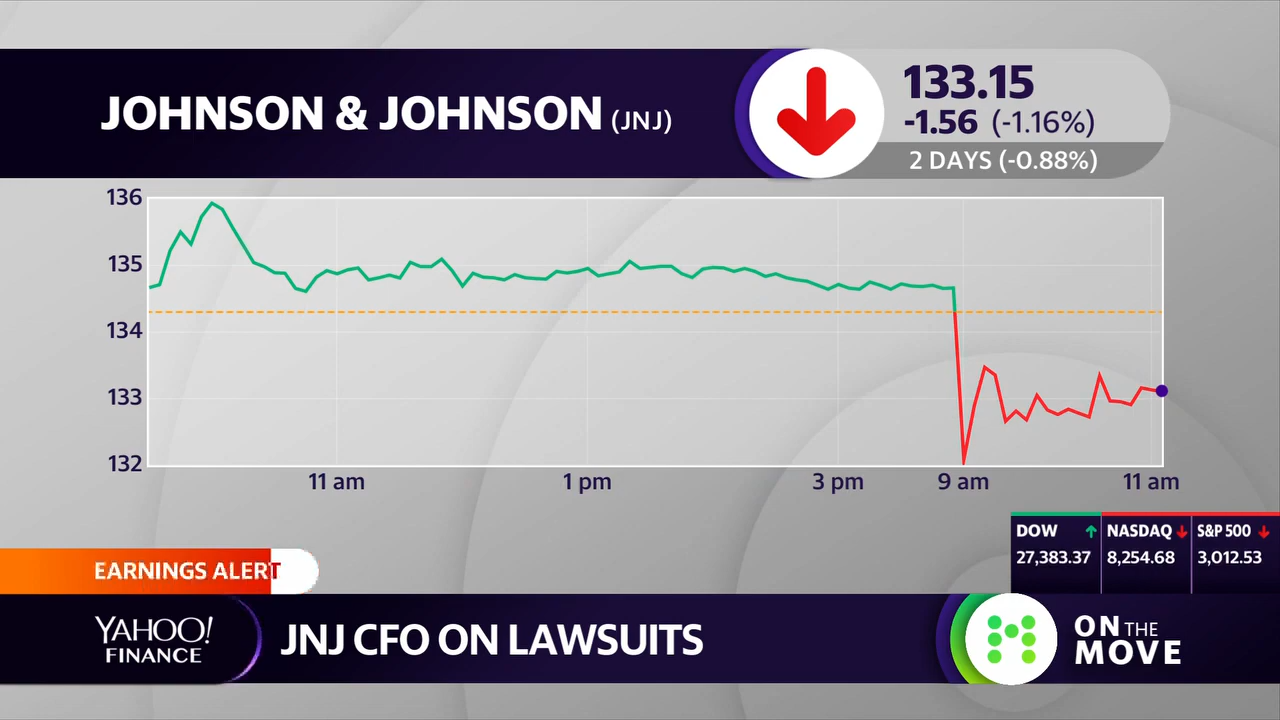 JOHNSON & JOHNSON (JNJ)
133.15
-1.56 (-1.16%)
2 DAYS (-0.88%)
136
135
134
133
132
11 am
1 pm
3 pm
9 am
11 am
DOW
27,383.37
NASDAQ
8,254.68
S&P 500
3,012.53
EARNINGS ALERT
YAHOO!
FINANCE
JNJ CFO ON LAWSUITS
ON THE
MOVE